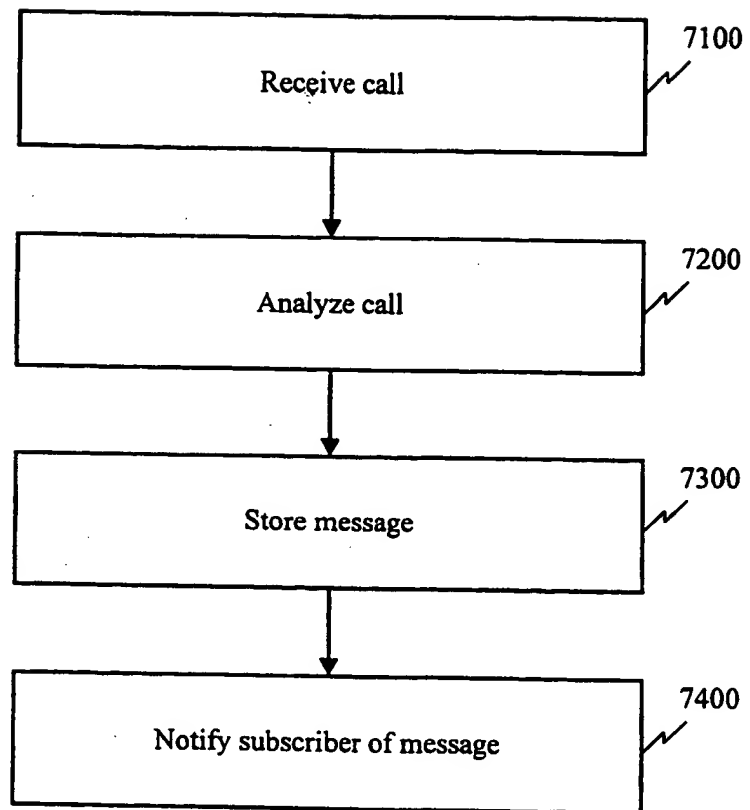 7100
Receive call
7200
Analyze call
7300
Store message
7400
Notify subscriber of message